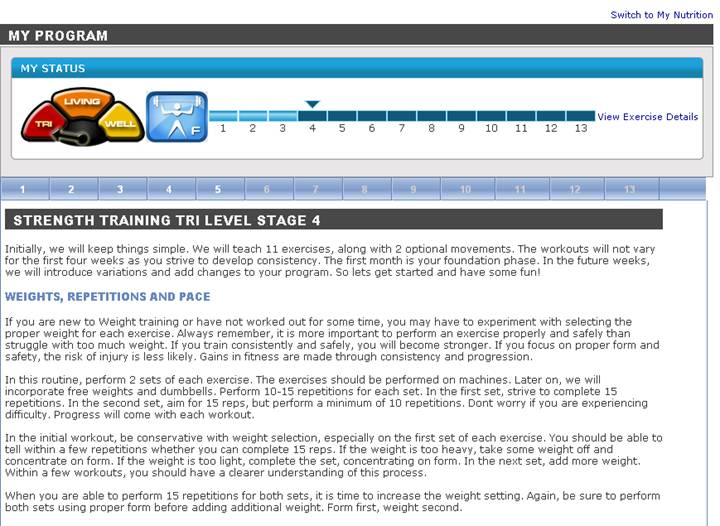 Switch to My Nutrition
MY PROGRAM
MY STATUS
TRI
LIVING
WELL
F
1 2 3 4 5 6 7 8 9 10 11 12 13
View Exercise Details
1 2 3 4 5 6 7 8 9 10 11 12 13
STRENGTH TRAINING TRI LEVEL STAGE 4
Initially, we will keep things simple. We will teach 11 exercises, along with 2 optional movements. The workouts will not vary
for the first four weeks as you strive to develop consistency. The first month is your foundation phase. In the future weeks,
we will introduce variations and add changes to your program. So lets get started and have some fun!
WEIGHTS, REPETITIONS AND PACE
If you are new to Weight training or have not worked out for some time, you may have to experiment with selecting the
proper weight for each exercise. Always remember, it is more important to perform an exercise properly and safely than
struggle with too much weight. If you train consistently and safely, you will become stronger. If you focus on proper form and
safety, the risk of injury is less likely. Gains in fitness are made through consistency and progression.
In this routine, perform 2 sets of each exercise. The exercises should be performed on machines. Later on, we will
incorporate free weights and dumbbells. Perform 10-15 repetitions for each set. In the first set, strive to complete 15
repetitions. In the second set, aim for 15 reps, but perform a minimum of 10 repetitions. Dont worry if you are experiencing
difficulty. Progress will come with each workout.
In the initial workout, be conservative with weight selection, especially on the first set of each exercise. You should be able to
tell within a few repetitions whether you can complete 15 reps. If the weight is too heavy, take some weight off and
concentrate on form. If the weight is too light, complete the set, concentrating on form. In the next set, add more weight.
Within a few workouts, you should have a clearer understanding of this process.
When you are able to perform 15 repetitions for both sets, it is time to increase the weight setting. Again, be sure to perform
both sets using proper form before adding additional weight. Form first, weight second.